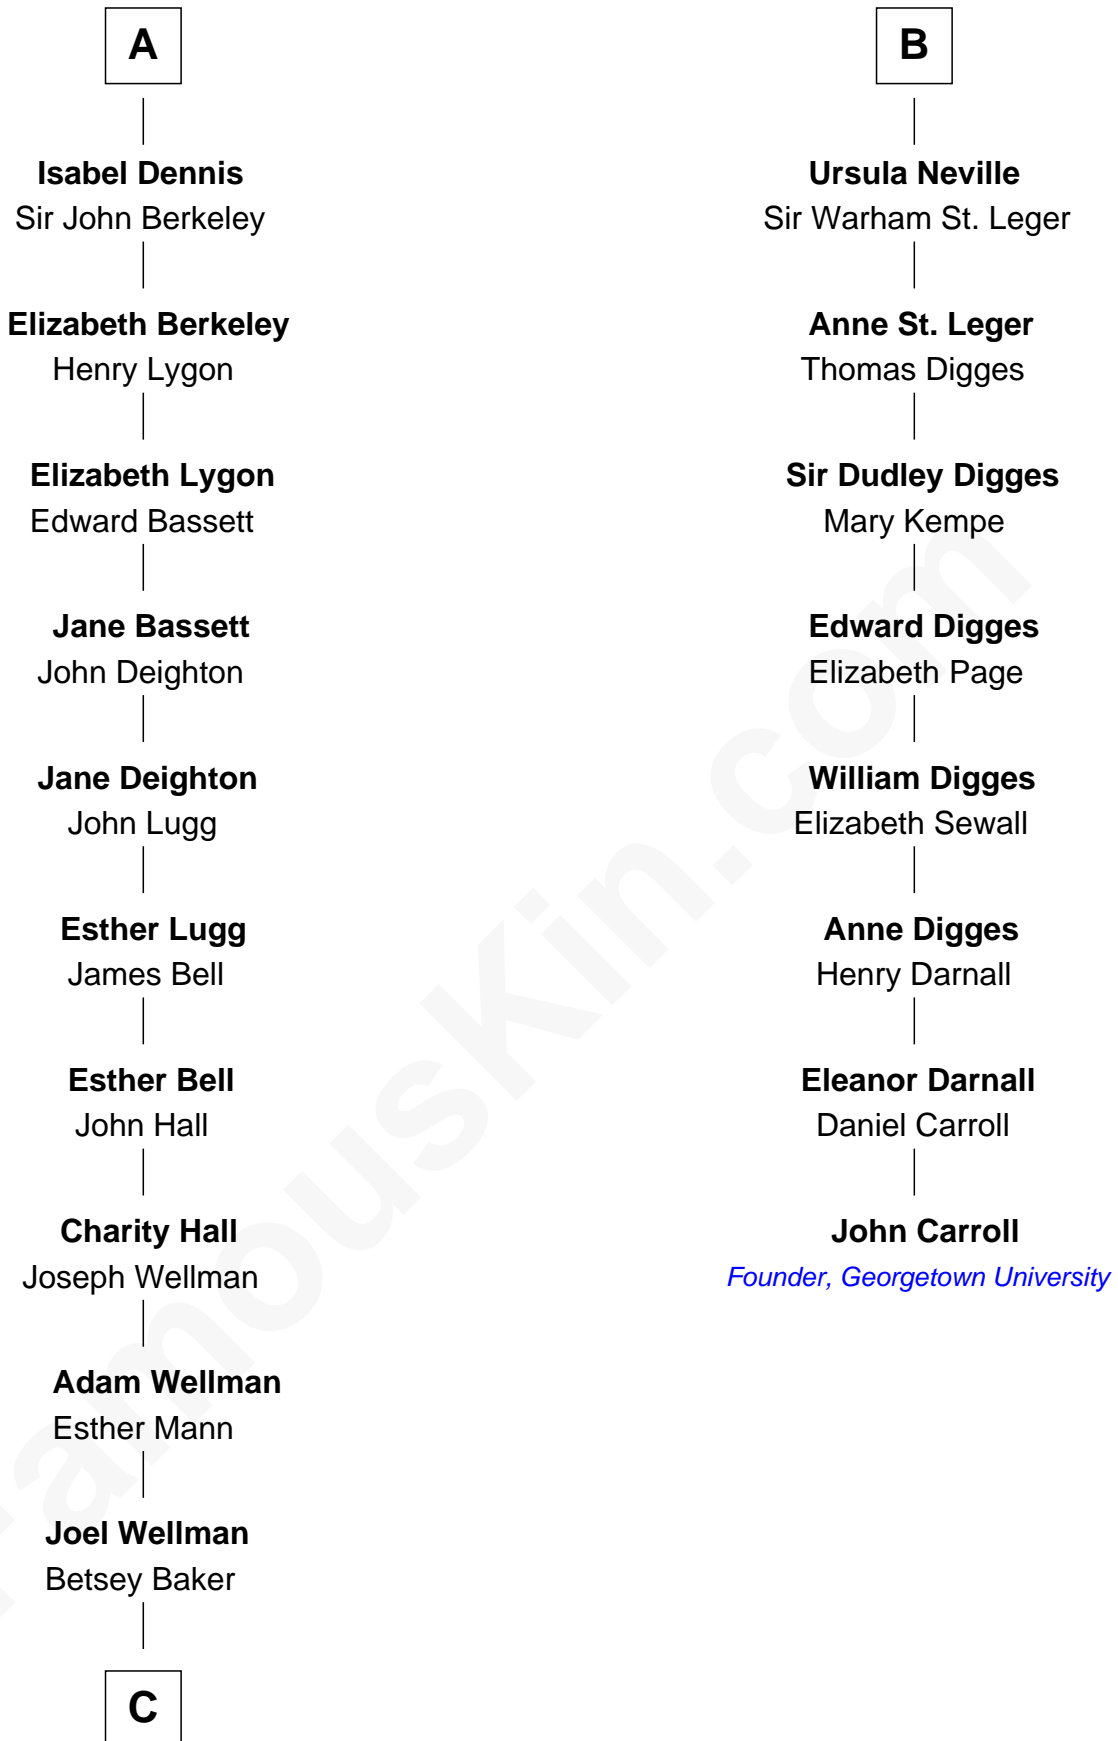 A
Isabel Dennis
Sir John Berkeley
Elizabeth Berkeley
Henry Lygon
Elizabeth Lygon
Edward Bassett
Jane Bassett
John Deighton
Jane Deighton
John Lugg
Esther Lugg
James Bell
Esther Bell
John Hall
Charity Hall
Joseph Wellman
Adam Wellman
Esther Mann
Joel Wellman
Betsey Baker
C
B
Ursula Neville
Sir Warham St. Leger
Anne St. Leger
Thomas Digges
Sir Dudley Digges
Mary Kempe
Edward Digges
Elizabeth Page
William Digges
Elizabeth Sewall
Anne Digges
Henry Darnall
Eleanor Darnall
Daniel Carroll
John Carroll
Founder, Georgetown University
FamousKin.com